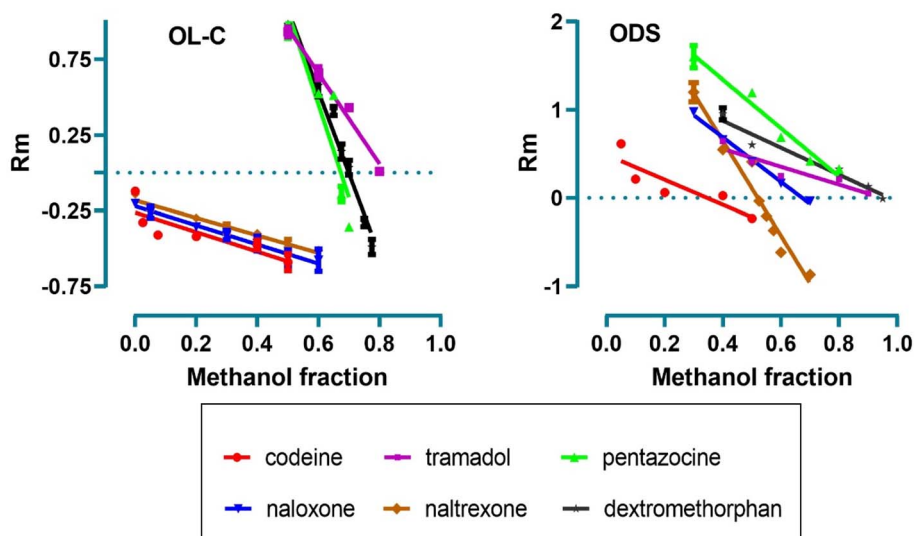 OL-C
0.75
0.25
-0.25
-0.75
Rm
0.0 0.2 0.4 0.6 0.8 1.0
Methanol fraction
ODS
2
1
0
-1
Rm
0.0 0.2 0.4 0.6 0.8 1.0
Methanol fraction
codeine tramadol pentazocine
naloxone naltrexone dextromethorphan